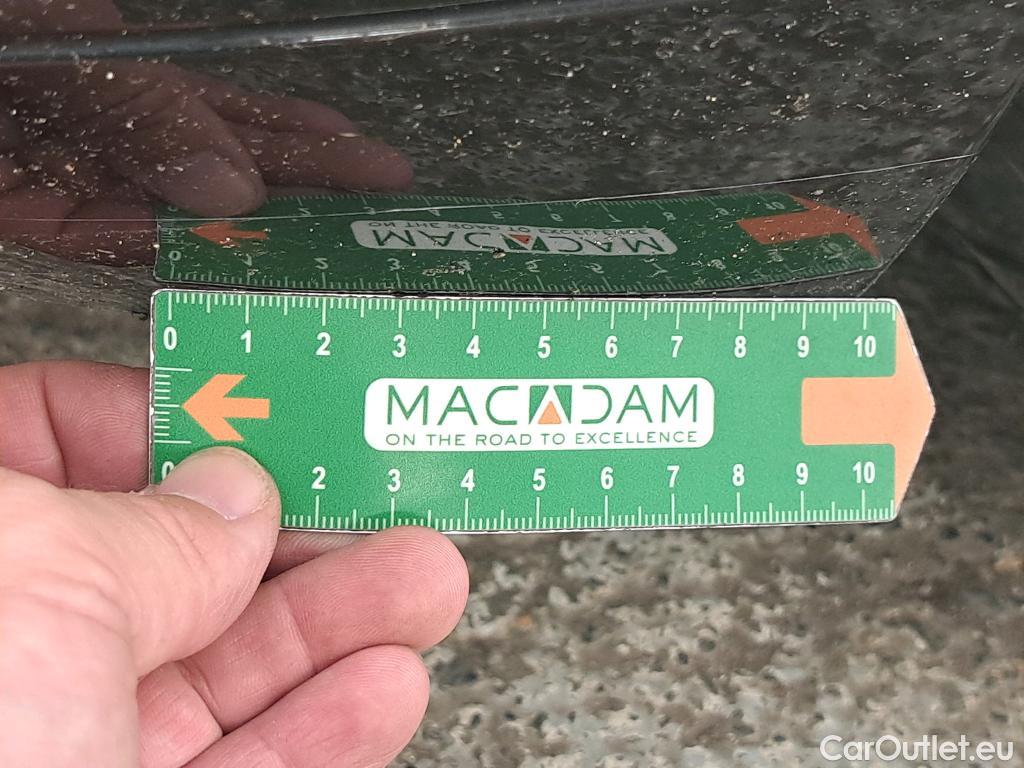 0 1 2 3 4 5 6 7 8 9 10
MACADAM
ON THE ROAD TO EXCELLENCE
0 2 3 4 5 6 7 8 9 10
CarOutlet.eu